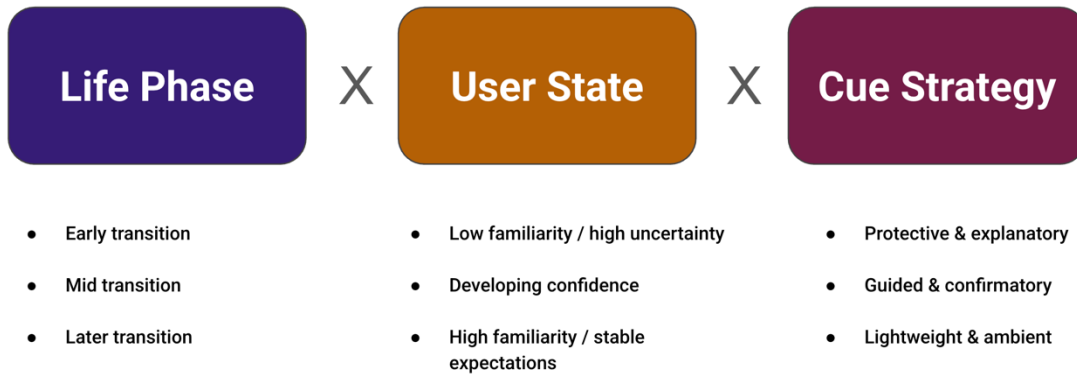 Life Phase
X
User State
X
Cue Strategy
● Early transition
● Mid transition
● Later transition
● Low familiarity / high uncertainty
● Developing confidence
● High familiarity / stable
expectations
● Protective & explanatory
● Guided & confirmatory
● Lightweight & ambient